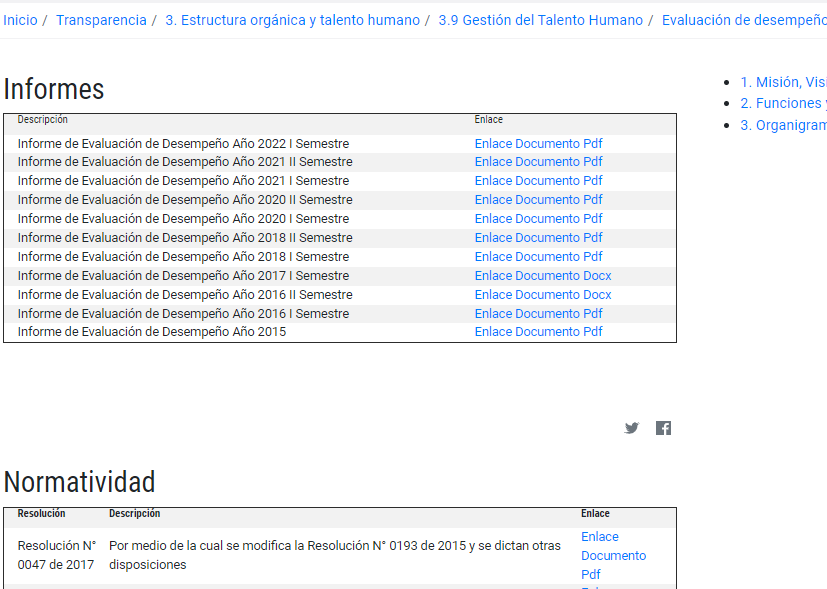 Inicio / Transparencia / 3. Estructura orgánica y talento humano / 3.9 Gestión del Talento Humano / Evaluación de desempeño
Informes
Descripción Enlace
Informe de Evaluación de Desempeño Año 2022 I Semestre Enlace Documento Pdf
Informe de Evaluación de Desempeño Año 2021 II Semestre Enlace Documento Pdf
Informe de Evaluación de Desempeño Año 2021 I Semestre Enlace Documento Pdf
Informe de Evaluación de Desempeño Año 2020 II Semestre Enlace Documento Pdf
Informe de Evaluación de Desempeño Año 2020 I Semestre Enlace Documento Pdf
Informe de Evaluación de Desempeño Año 2018 II Semestre Enlace Documento Pdf
Informe de Evaluación de Desempeño Año 2018 I Semestre Enlace Documento Pdf
Informe de Evaluación de Desempeño Año 2017 I Semestre Enlace Documento Docx
Informe de Evaluación de Desempeño Año 2016 II Semestre Enlace Documento Docx
Informe de Evaluación de Desempeño Año 2016 I Semestre Enlace Documento Pdf
Informe de Evaluación de Desempeño Año 2015 Enlace Documento Pdf
1. Misión, Visi
2. Funciones y
3. Organigram
Normatividad
Resolución Descripción Enlace
Resolución N°
0047 de 2017
Por medio de la cual se modifica la Resolución N° 0193 de 2015 y se dictan otras
disposiciones
Enlace
Documento
Pdf